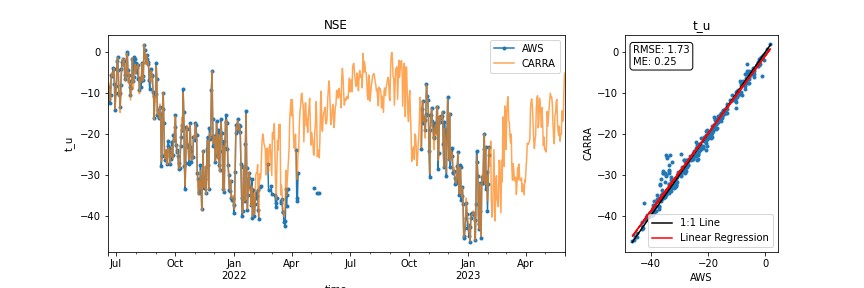 NSE
t_u
0
−10
−20
−30
−40
AWS
CARRA
Jul
Oct
Jan
2022
Apr
Jul
Oct
Jan
2023
Apr
time
t_u
CARRA
0
−10
−20
−30
−40
RMSE: 1.73
ME: 0.25
1:1 Line
Linear Regression
−40
−20
0
AWS